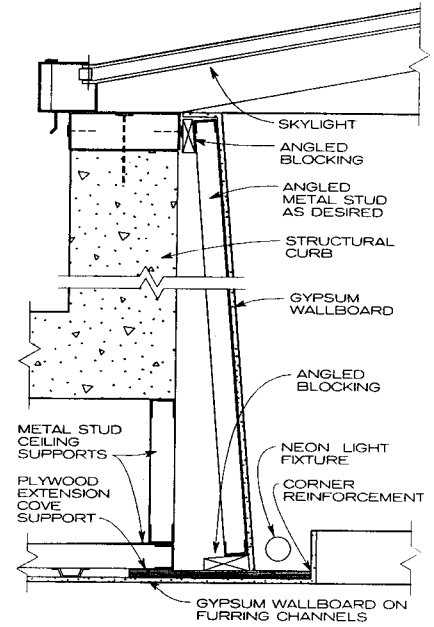 SKYLIGHT
ANGLED
BLOCKING
ANGLED
METAL STUD
AS DESIRED
STRUCTURAL
CURB
GYPSUM
WALLBOARD
ANGLED
BLOCKING
METAL STUD
CEILING
SUPPORTS
NEON LIGHT
FIXTURE
PLYWOOD
EXTENSION
COVE
SUPPORT
CORNER
REINFORCEMENT
GYPSUM WALLBOARD ON
FURRING CHANNELS